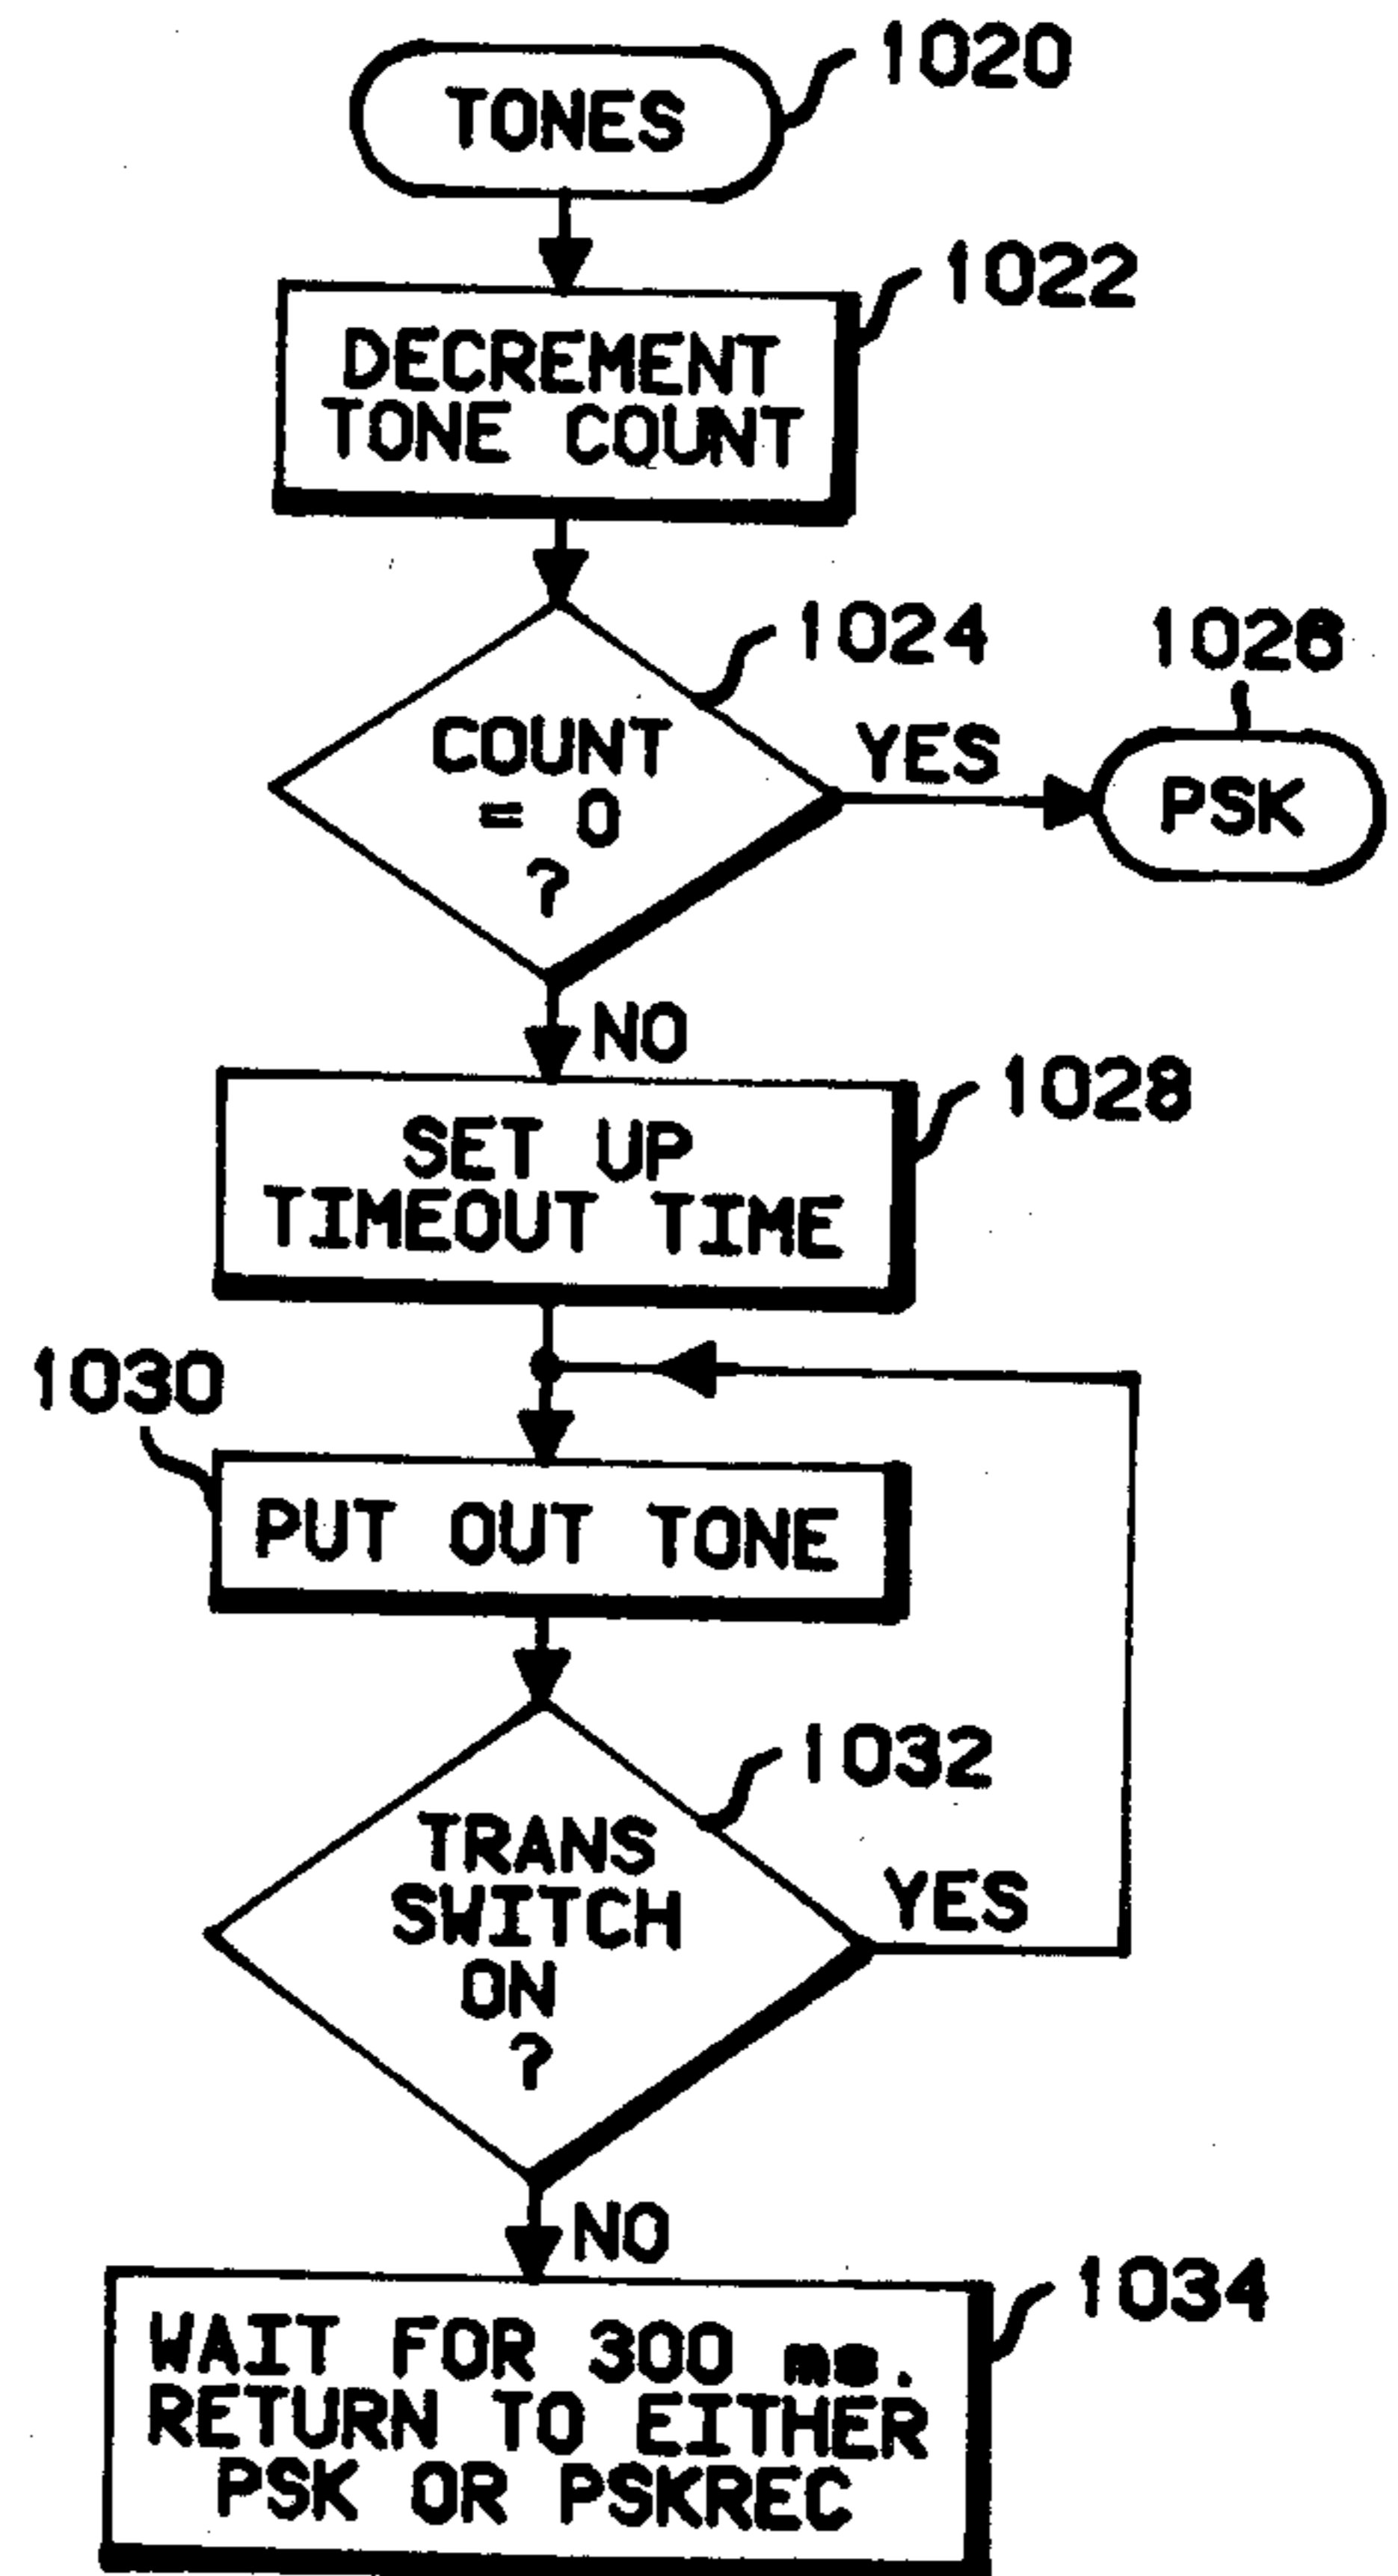 TONES
1020
DECREMENT
TONE COUNT
1022
COUNT
= 0
?
1024
YES
1026
PSK
NO
SET UP
TIMEOUT TIME
1028
1030
PUT OUT TONE
TRANS
SWITCH
ON
?
1032
YES
NO
WAIT FOR 300 ms.
RETURN TO EITHER
PSK OR PSKREC
1034